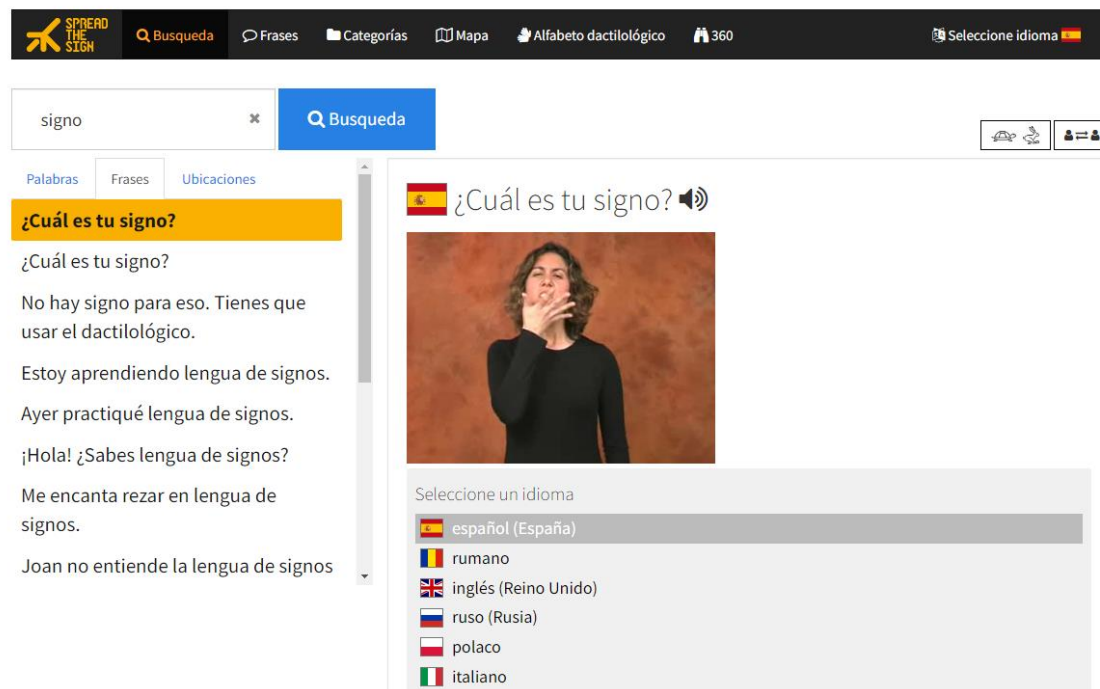 SPREAD
THE
SIGN
Busqueda
Frases
Categorías
Mapa
Alfabeto dactilológico
360
Seleccione idioma
signo
Busqueda
Palabras
Frases
Ubicaciones
¿Cuál es tu signo?
¿Cuál es tu signo?
No hay signo para eso. Tienes que
usar el dactilológico.
Estoy aprendiendo lengua de signos.
Ayer practiqué lengua de signos.
¡Hola! ¿Sabes lengua de signos?
Me encanta rezar en lengua de
signos.
Joan no entiende la lengua de signos
¿Cuál es tu signo?
Seleccione un idioma
español (España)
rumano
inglés (Reino Unido)
ruso (Rusia)
polaco
italiano